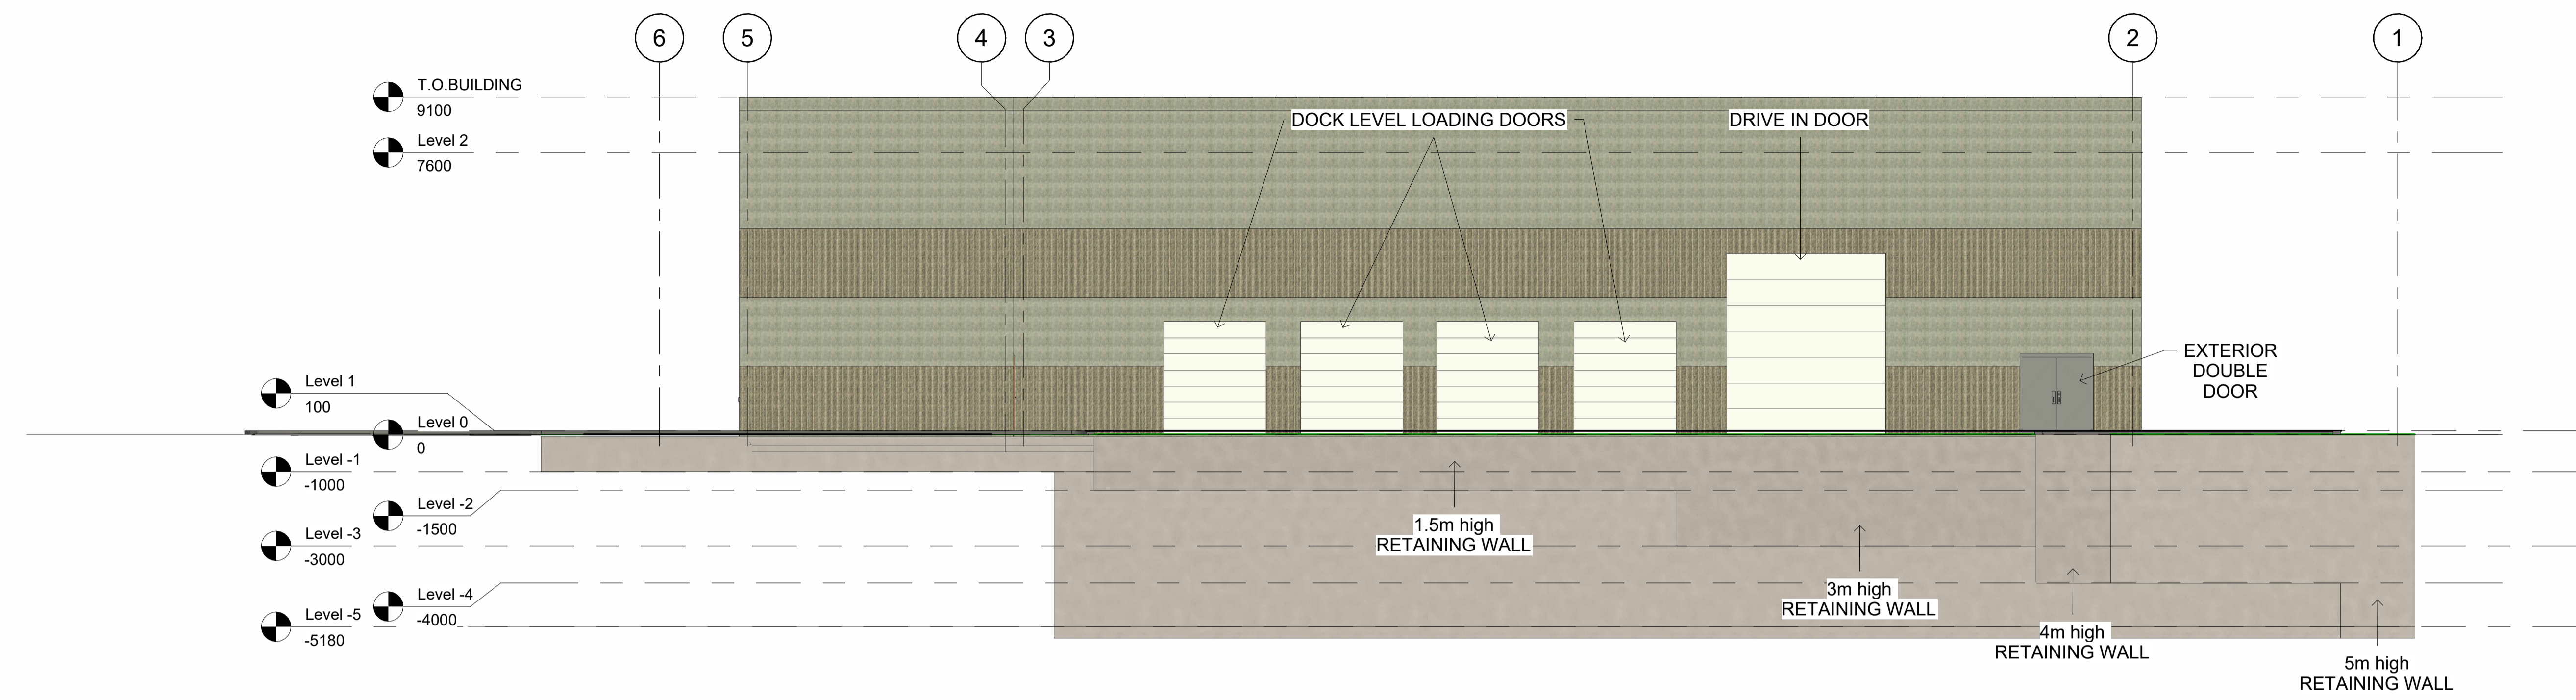 6
5
4
3
2
1
T.O.BUILDING
9100
Level 2
7600
DOCK LEVEL LOADING DOORS
DRIVE IN DOOR
EXTERIOR
DOUBLE
DOOR
Level 1
100
Level 0
0
Level -1
-1000
Level -2
-1500
Level -3
-3000
Level -4
-4000
Level -5
-5180
1.5m high
RETAINING WALL
3m high
RETAINING WALL
4m high
RETAINING WALL
5m high
RETAINING WALL